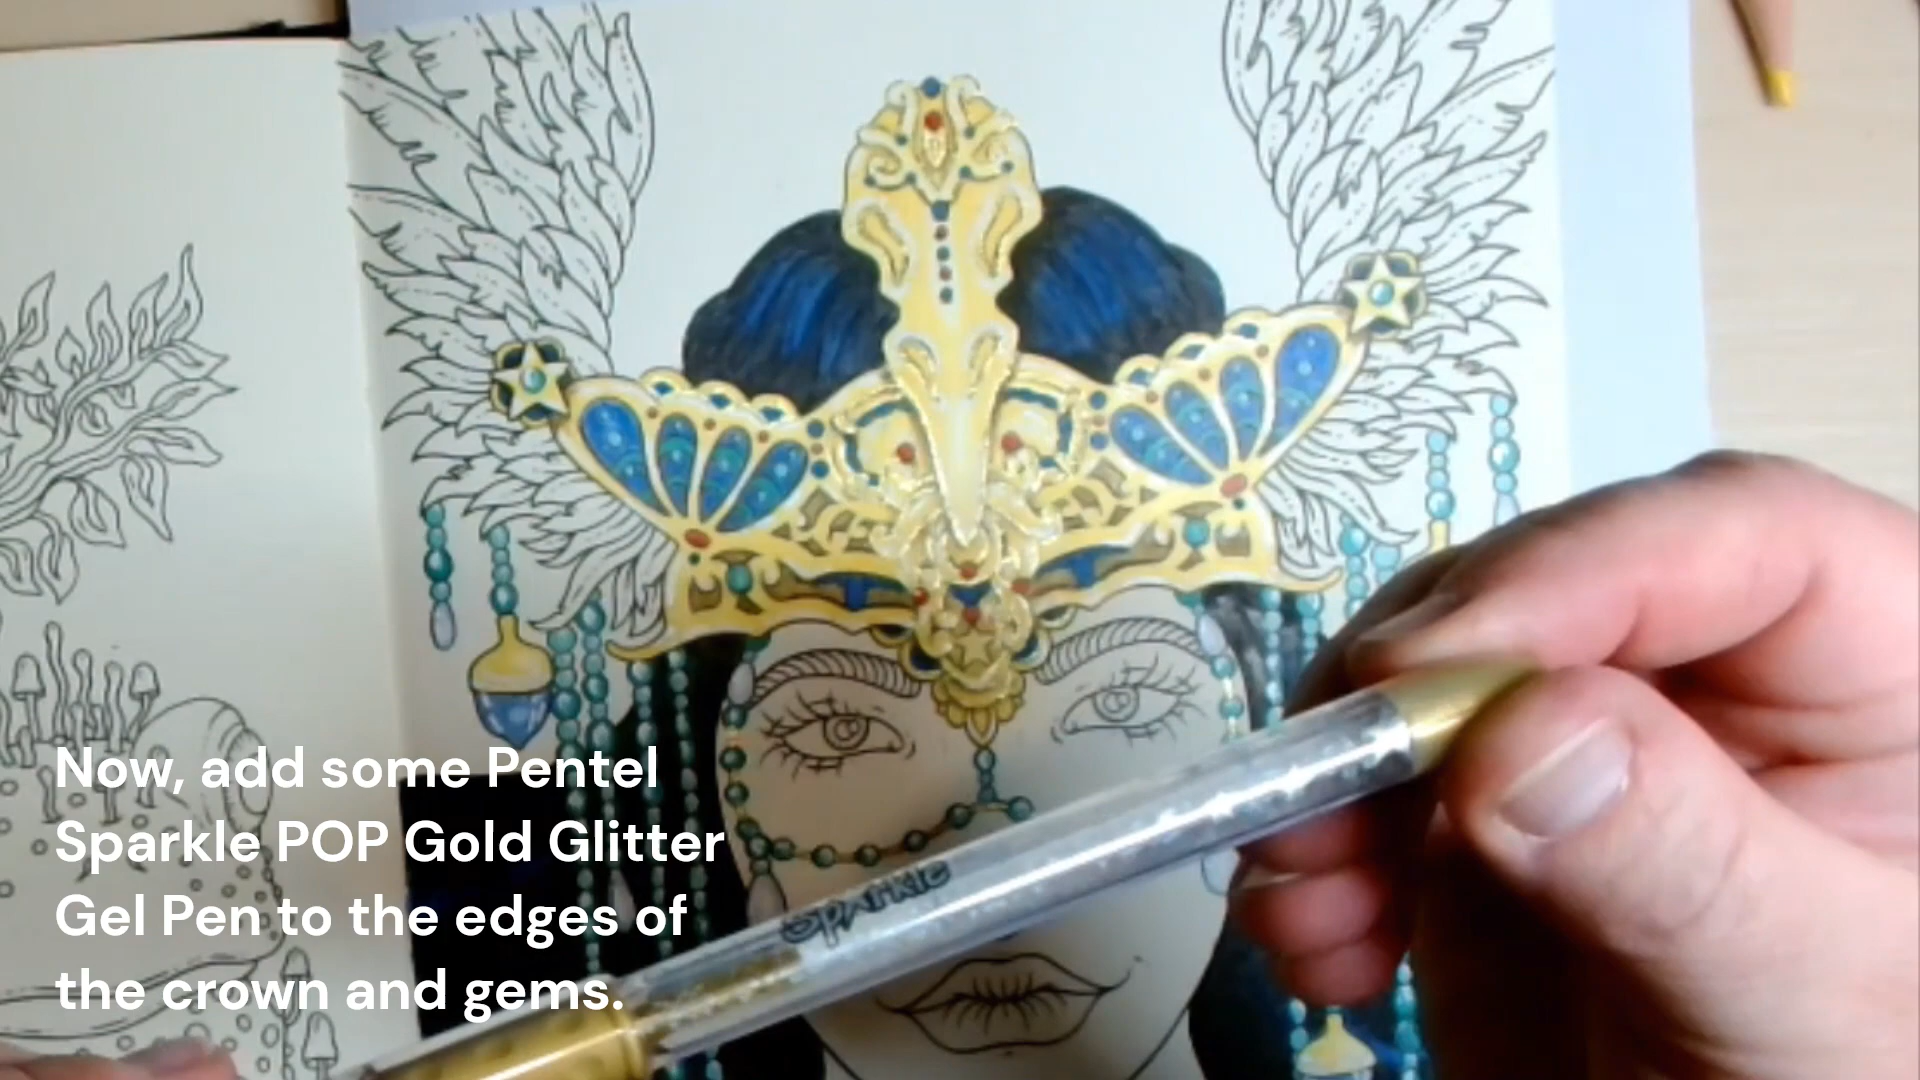 Now, add some Pentel
Sparkle POP Gold Glitter
Gel Pen to the edges of
the crown and gems.
Sparkle